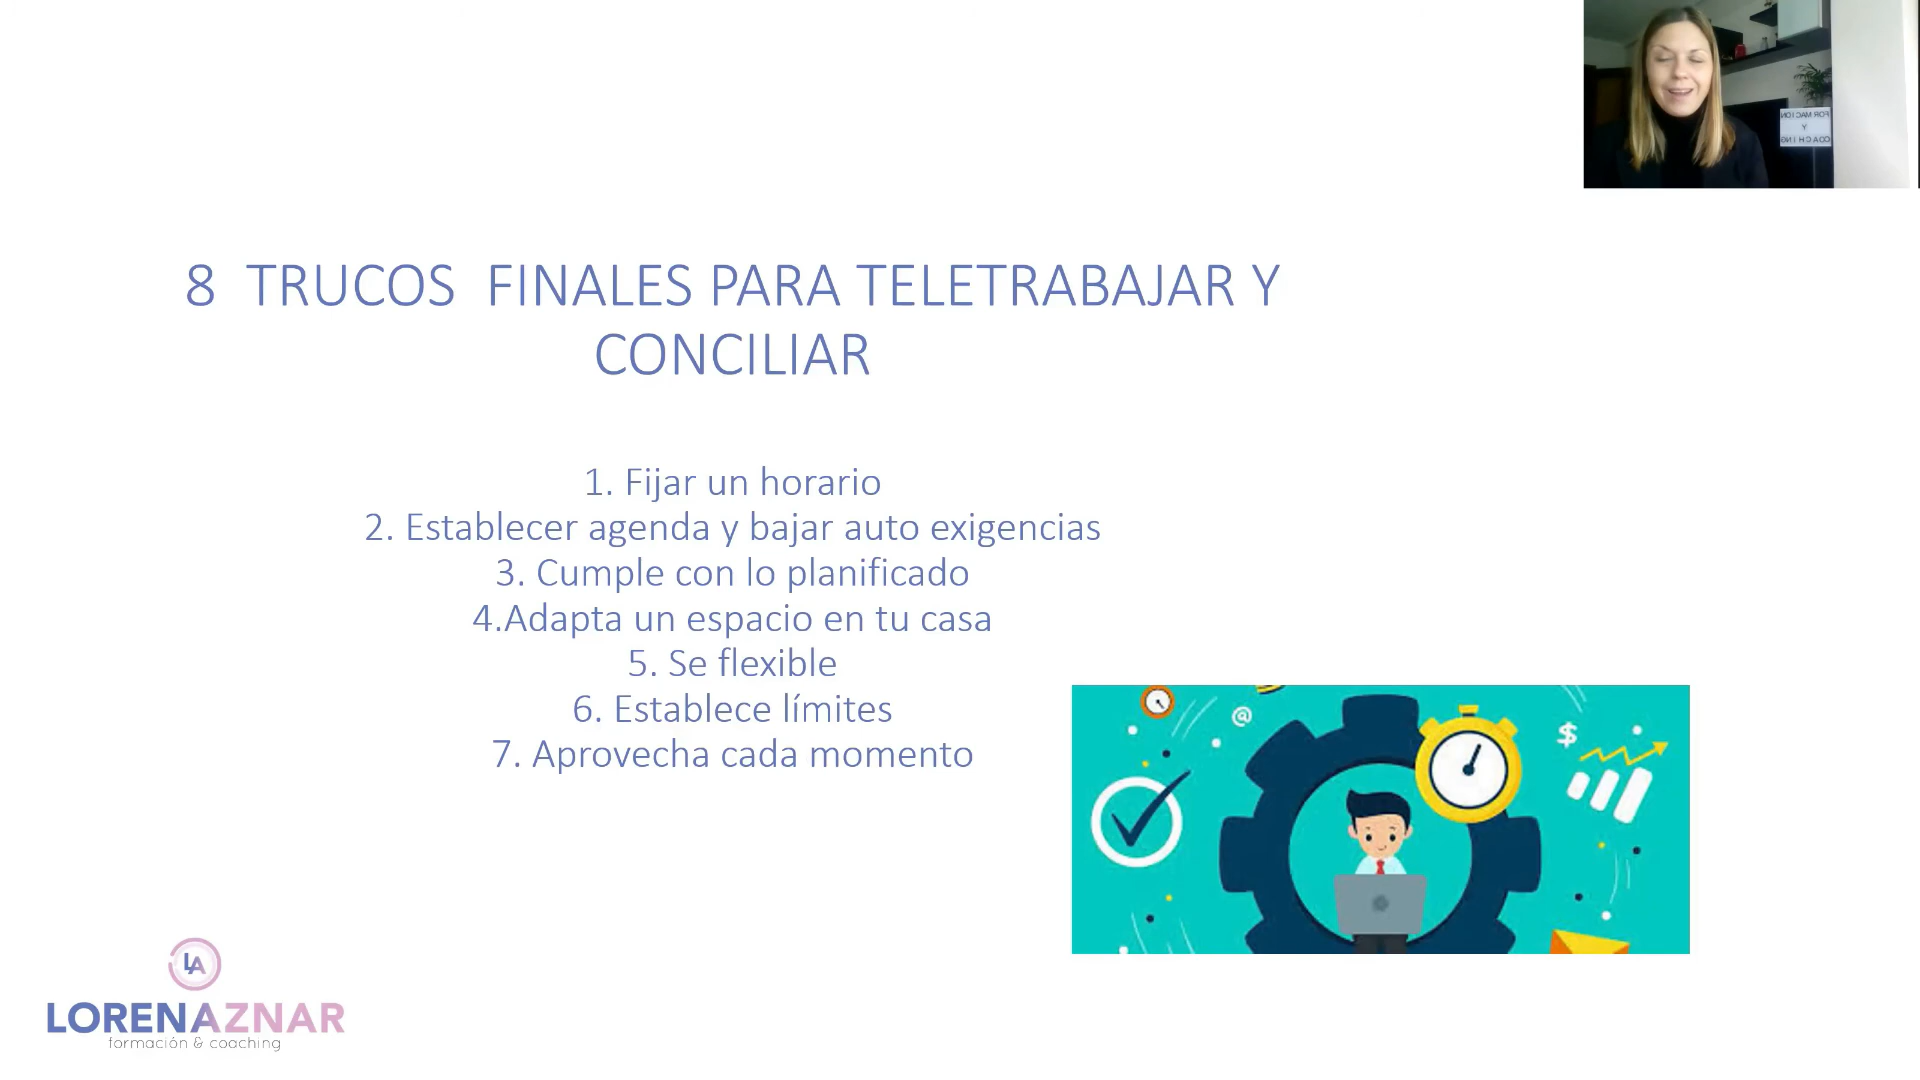 FORMACION
Y
COACHING
8 TRUCOS FINALES PARA TELETRABAJAR Y
CONCILIAR
1. Fijar un horario
2. Establecer agenda y bajar auto exigencias
3. Cumple con lo planificado
4.Adapta un espacio en tu casa
5. Se flexible
6. Establece límites
7. Aprovecha cada momento
@
$
LA
LORENAZNAR
formación & coaching